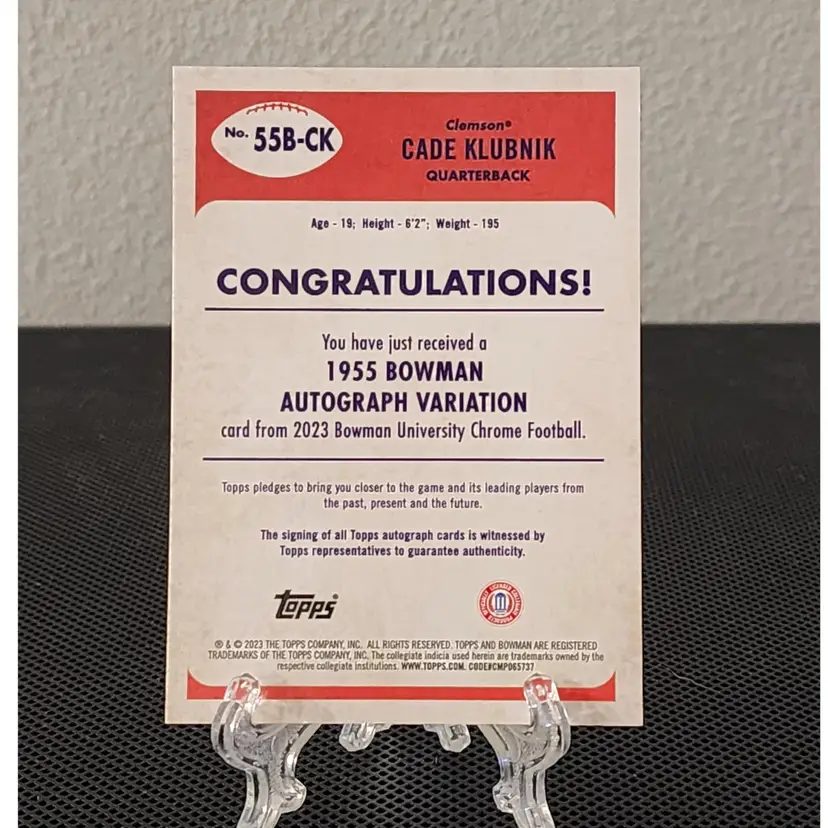 No. 55B-CK
Clemson®
CADE KLUBNIK
QUARTERBACK
Age - 19; Height - 6'2"; Weight - 195
CONGRATULATIONS!
You have just received a
1955 BOWMAN
AUTOGRAPH VARIATION
card from 2023 Bowman University Chrome Football.
Topps pledges to bring you closer to the game and its leading players from
the past, present and the future.
The signing of all Topps autograph cards is witnessed by
Topps representatives to guarantee authenticity.
topps®
OFFICIALLY LICENSED COLLEGIATE PRODUCTS
® & © 2023 THE TOPPS COMPANY, INC. ALL RIGHTS RESERVED. TOPPS AND BOWMAN ARE REGISTERED
TRADEMARKS OF THE TOPPS COMPANY, INC. The collegiate indicia used herein are trademarks owned by the
respective collegiate institutions. WWW.TOPPS.COM. CODE#CMP065737